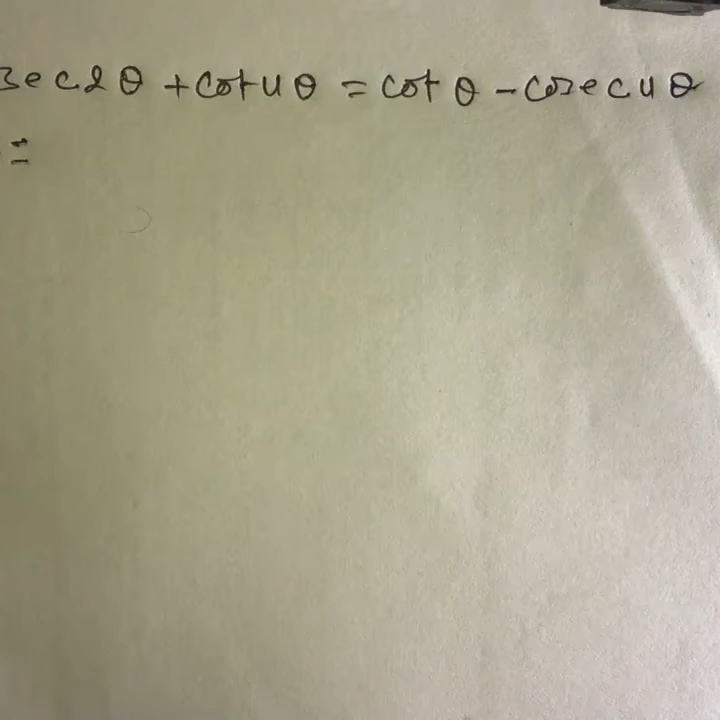 sec2θ + cot4θ = cotθ - cosec4θ
=